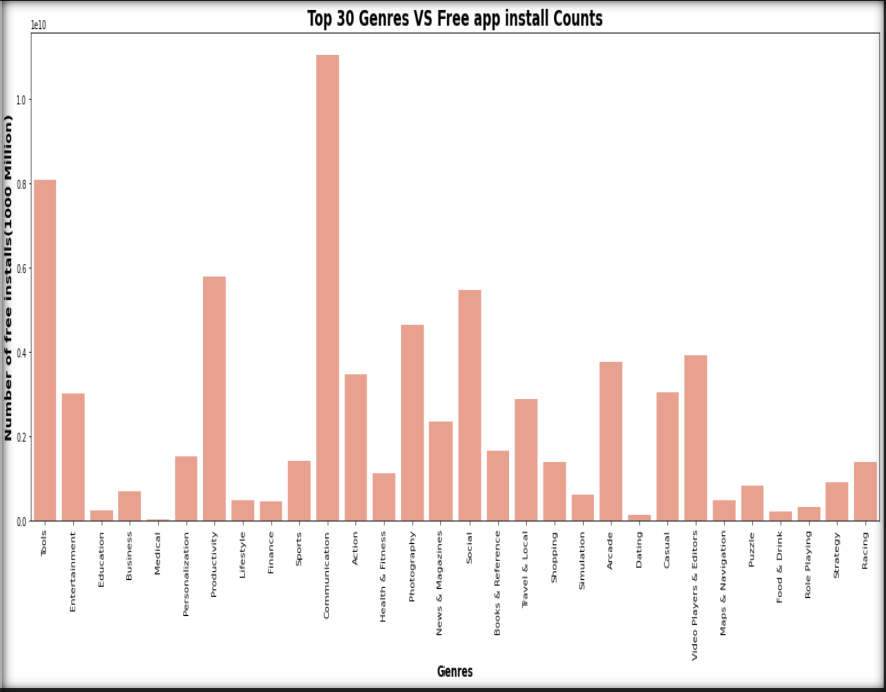 Top 30 Genres VS Free app install Counts
1e10
1.0
0.8
0.6
0.4
0.2
0.0
Number of free installs(1000 Million)
Tools
Entertainment
Education
Business
Medical
Personalization
Productivity
Lifestyle
Finance
Sports
Communication
Action
Health & Fitness
Photography
News & Magazines
Social
Books & Reference
Travel & Local
Shopping
Simulation
Arcade
Dating
Casual
Video Players & Editors
Maps & Navigation
Puzzle
Food & Drink
Role Playing
Strategy
Racing
Genres